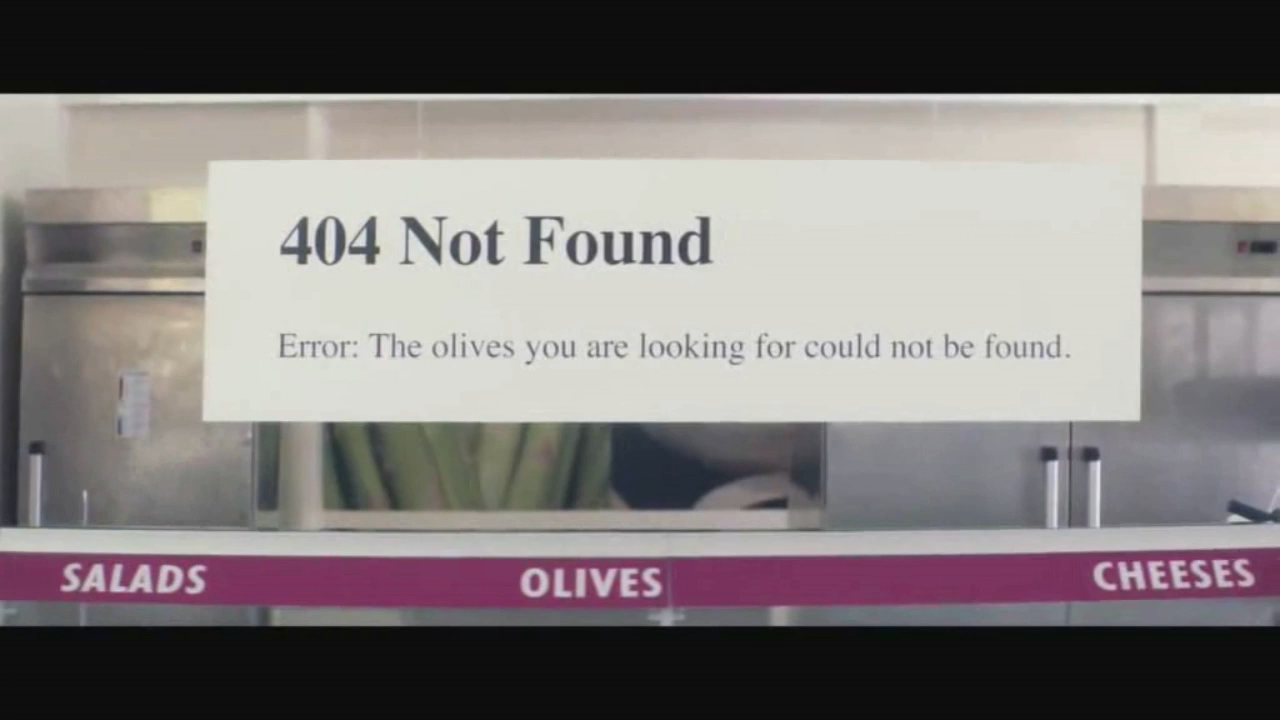 404 Not Found
Error: The olives you are looking for could not be found.
SALADS
OLIVES
CHEESES